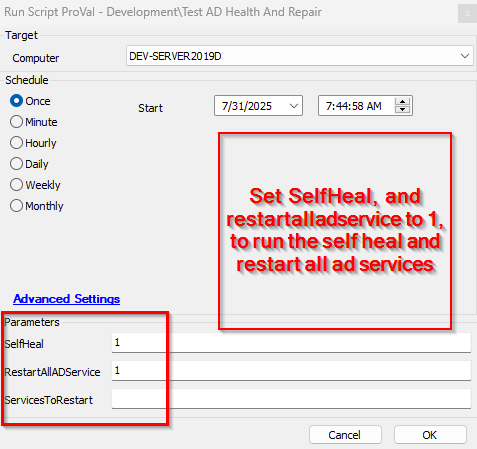 Run Script ProVal - Development\Test AD Health And Repair
x
Target
Computer
DEV-SERVER2019D
Schedule
Once
Start
7/31/2025
7:44:58 AM
Minute
Hourly
Daily
Weekly
Monthly
Set SelfHeal, and
restartalladservice to 1,
to run the self heal and
restart all ad services
Advanced Settings
Parameters
SelfHeal
1
RestartAllADService
1
ServicesToRestart
Cancel
OK